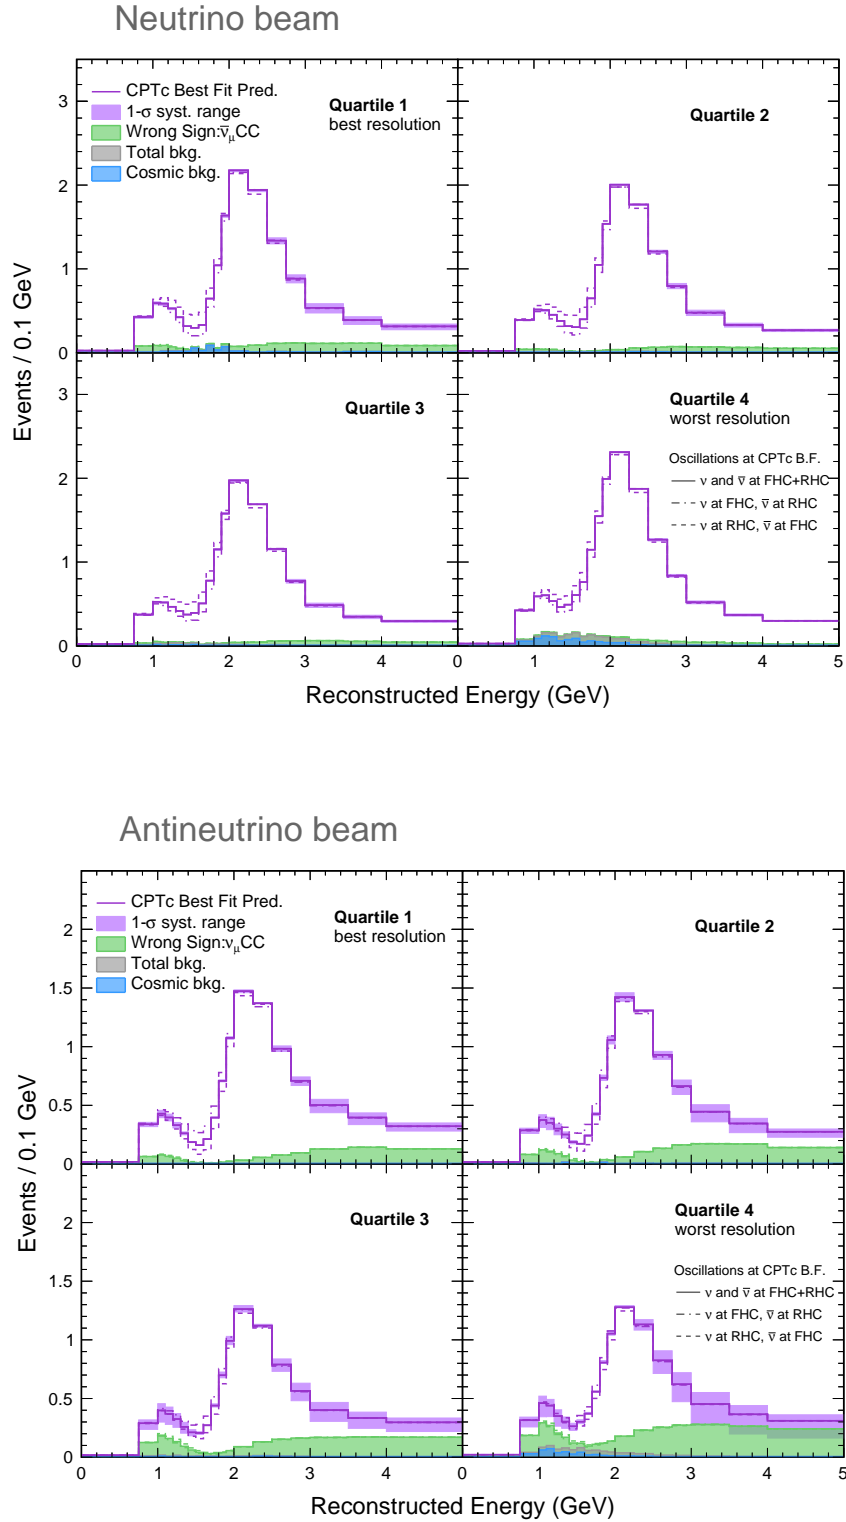 Neutrino beam
CPTc Best Fit Pred.
1-σ syst. range
Wrong Sign:ν̅μCC
Total bkg.
Cosmic bkg.
Quartile 1
best resolution
Quartile 2
3
2
1
0
Quartile 3
Quartile 4
worst resolution
Oscillations at CPTc B.F.
ν and ν̅ at FHC+RHC
ν at FHC, ν̅ at RHC
ν at RHC, ν̅ at FHC
3
2
1
0
Events / 0.1 GeV
0 1 2 3 4 0 1 2 3 4 5
Reconstructed Energy (GeV)
Antineutrino beam
CPTc Best Fit Pred.
1-σ syst. range
Wrong Sign:νμCC
Total bkg.
Cosmic bkg.
Quartile 1
best resolution
Quartile 2
2
1.5
1
0.5
0
Quartile 3
Quartile 4
worst resolution
Oscillations at CPTc B.F.
ν and ν̅ at FHC+RHC
ν at FHC, ν̅ at RHC
ν at RHC, ν̅ at FHC
2
1.5
1
0.5
0
Events / 0.1 GeV
0 1 2 3 4 0 1 2 3 4 5
Reconstructed Energy (GeV)